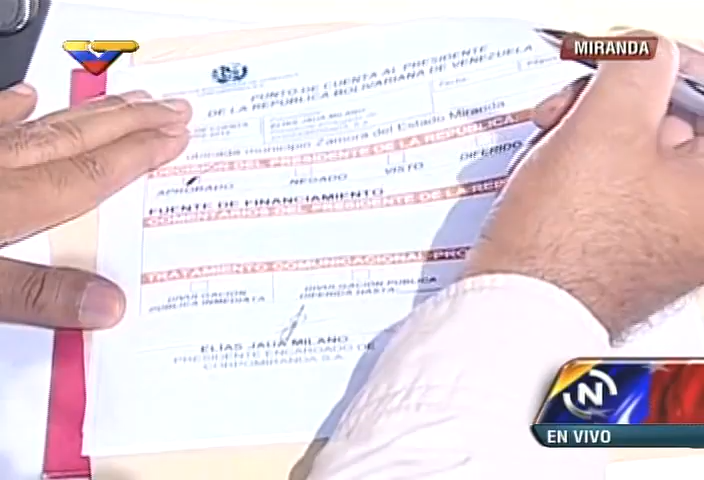 MIRANDA
PUNTO DE CUENTA AL PRESIDENTE
DE LA REPÚBLICA BOLIVARIANA DE VENEZUELA
Fecha:
ELÍAS JAUA MILANO
ubicada municipio Zamora del Estado Miranda
DECISIÓN DEL PRESIDENTE DE LA REPÚBLICA:
APROBADO NEGADO VISTO DIFERIDO
FUENTE DE FINANCIAMIENTO
COMENTARIOS DEL PRESIDENTE DE LA REP
TRATAMIENTO COMUNICACIONAL
DIVULGACIÓN PÚBLICA INMEDIATA
DIVULGACIÓN PÚBLICA DIFERIDA HASTA
ELÍAS JAUA MILANO
PRESIDENTE ENCARGADO DE
CORPOMIRANDA S.A.
N
EN VIVO